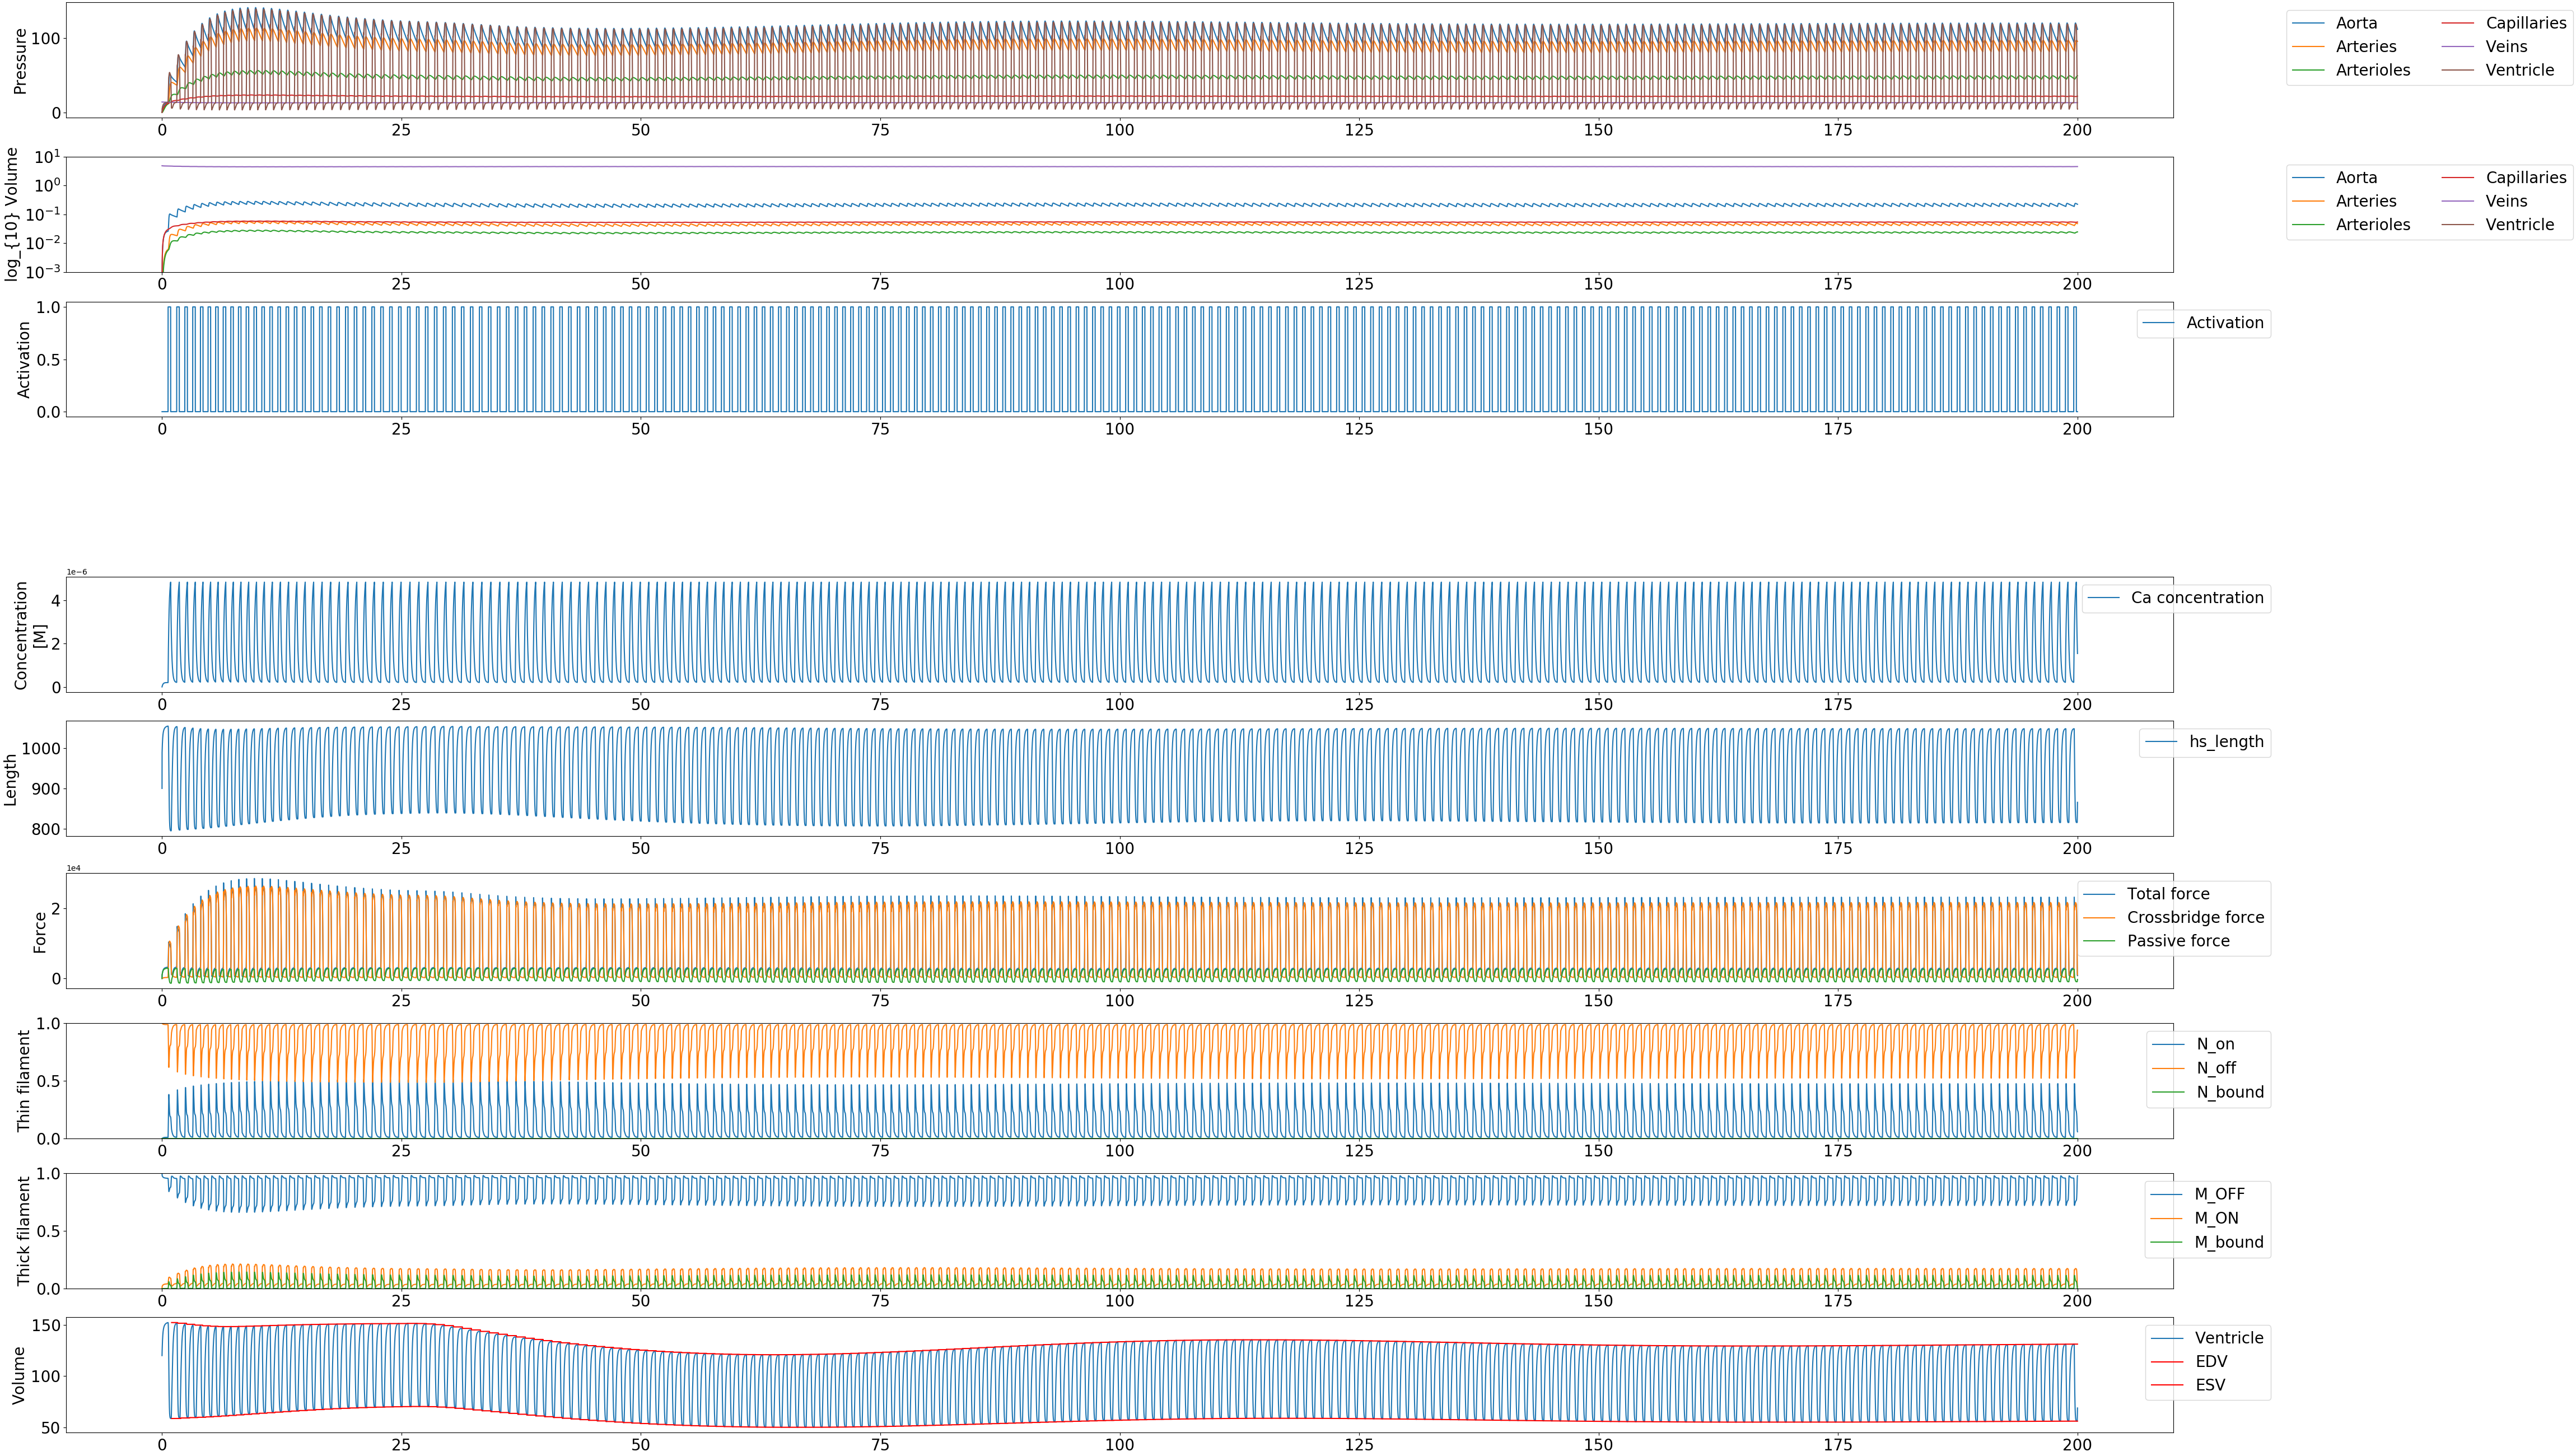 Pressure
100
0
0 25 50 75 100 125 150 175 200
Aorta Capillaries
Arteries Veins
Arterioles Ventricle
log_{10} Volume
10^1
10^0
10^-1
10^-2
10^-3
0 25 50 75 100 125 150 175 200
Aorta Capillaries
Arteries Veins
Arterioles Ventricle
Activation
1.0
0.5
0.0
0 25 50 75 100 125 150 175 200
Activation
Concentration
[M]
1e−6
4
2
0
0 25 50 75 100 125 150 175 200
Ca concentration
Length
1000
900
800
0 25 50 75 100 125 150 175 200
hs_length
Force
1e4
2
0
0 25 50 75 100 125 150 175 200
Total force
Crossbridge force
Passive force
Thin filament
1.0
0.5
0.0
0 25 50 75 100 125 150 175 200
N_on
N_off
N_bound
Thick filament
1.0
0.5
0.0
0 25 50 75 100 125 150 175 200
M_OFF
M_ON
M_bound
Volume
150
100
50
0 25 50 75 100 125 150 175 200
Ventricle
EDV
ESV